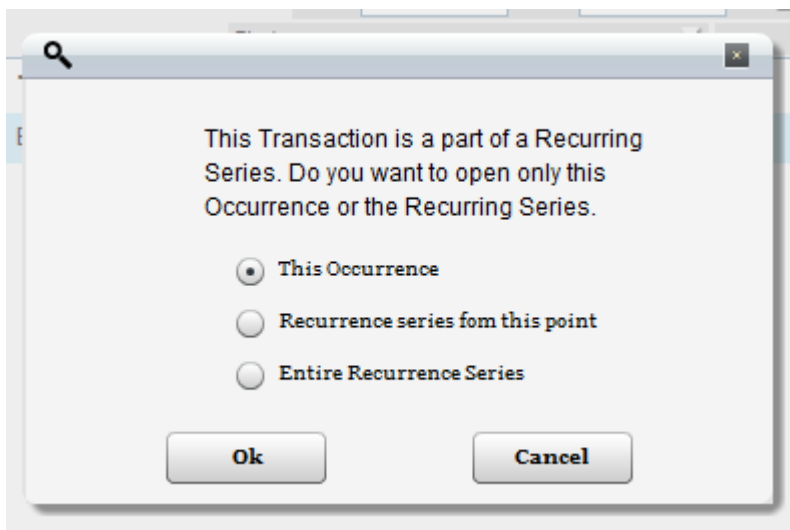 This Transaction is a part of a Recurring
Series. Do you want to open only this
Occurrence or the Recurring Series.
This Occurrence
Recurrence series fom this point
Entire Recurrence Series
Ok
Cancel